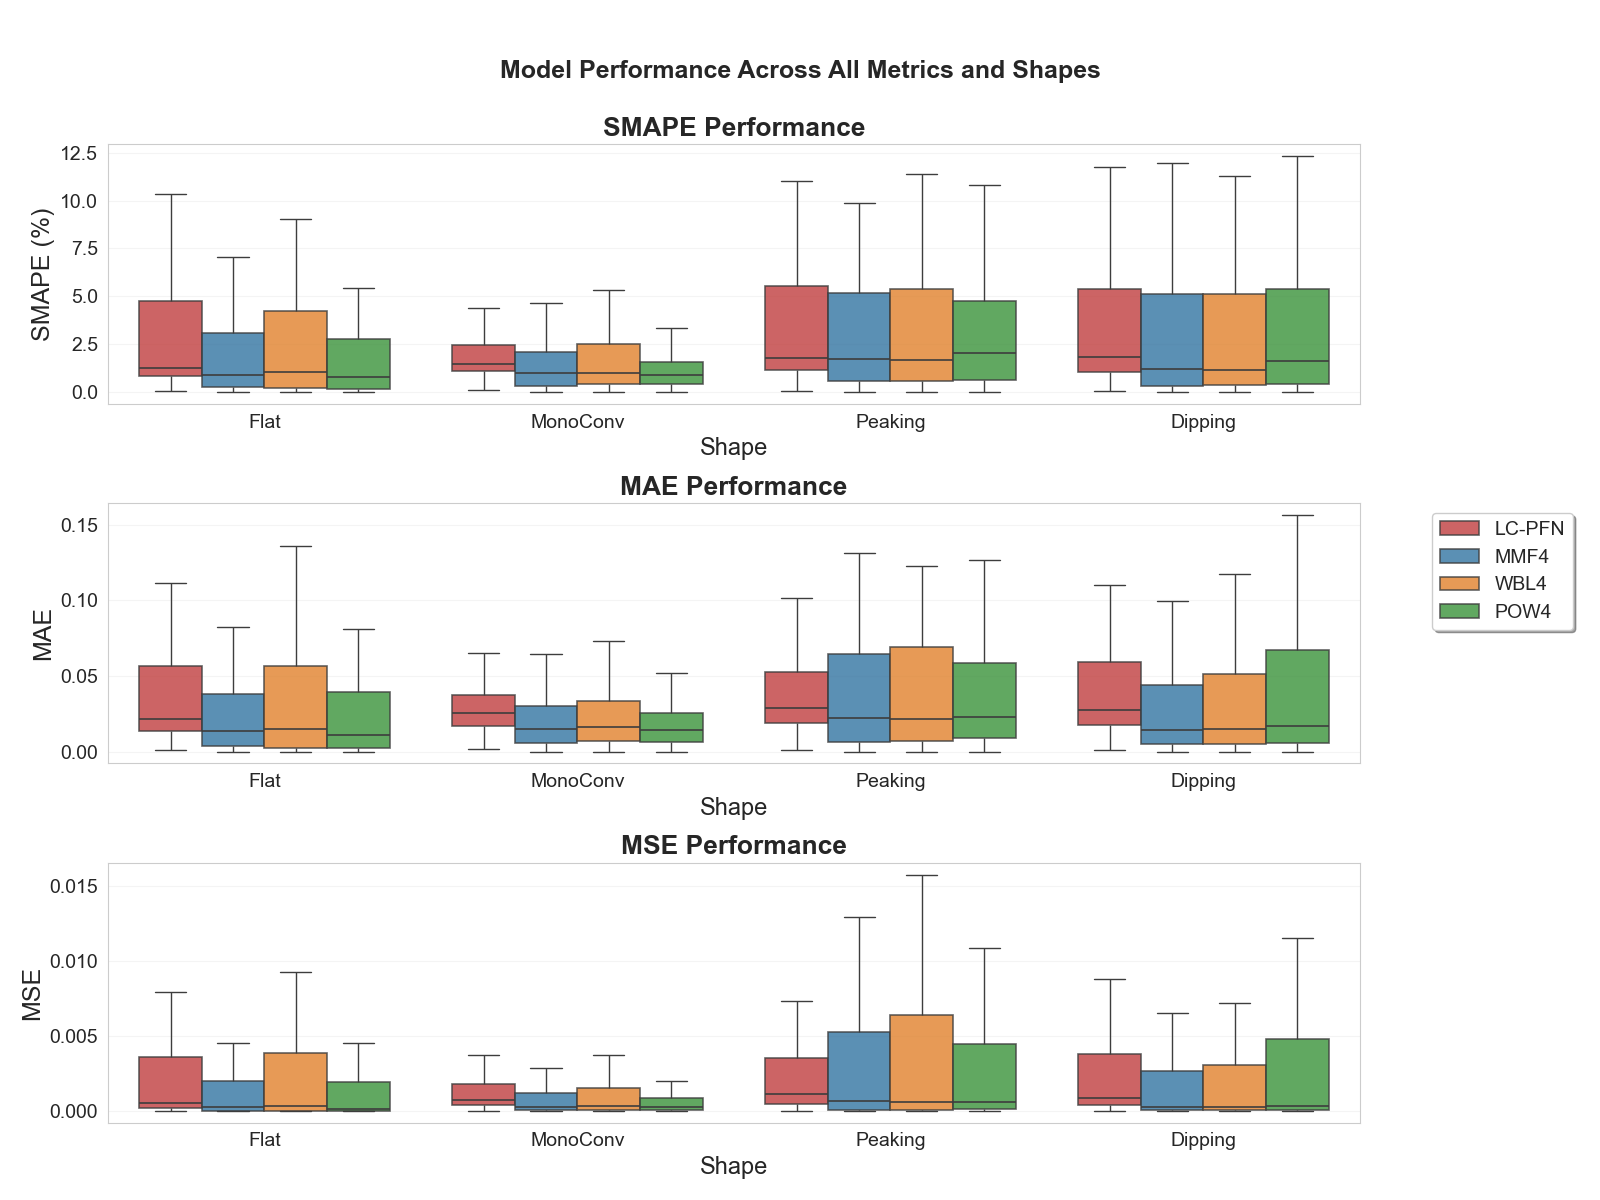 Model Performance Across All Metrics and Shapes
SMAPE Performance
12.5
10.0
7.5
5.0
2.5
0.0
SMAPE (%)
Flat MonoConv Peaking Dipping
Shape
MAE Performance
0.15
0.10
0.05
0.00
MAE
Flat MonoConv Peaking Dipping
Shape
LC-PFN
MMF4
WBL4
POW4
MSE Performance
0.015
0.010
0.005
0.000
MSE
Flat MonoConv Peaking Dipping
Shape